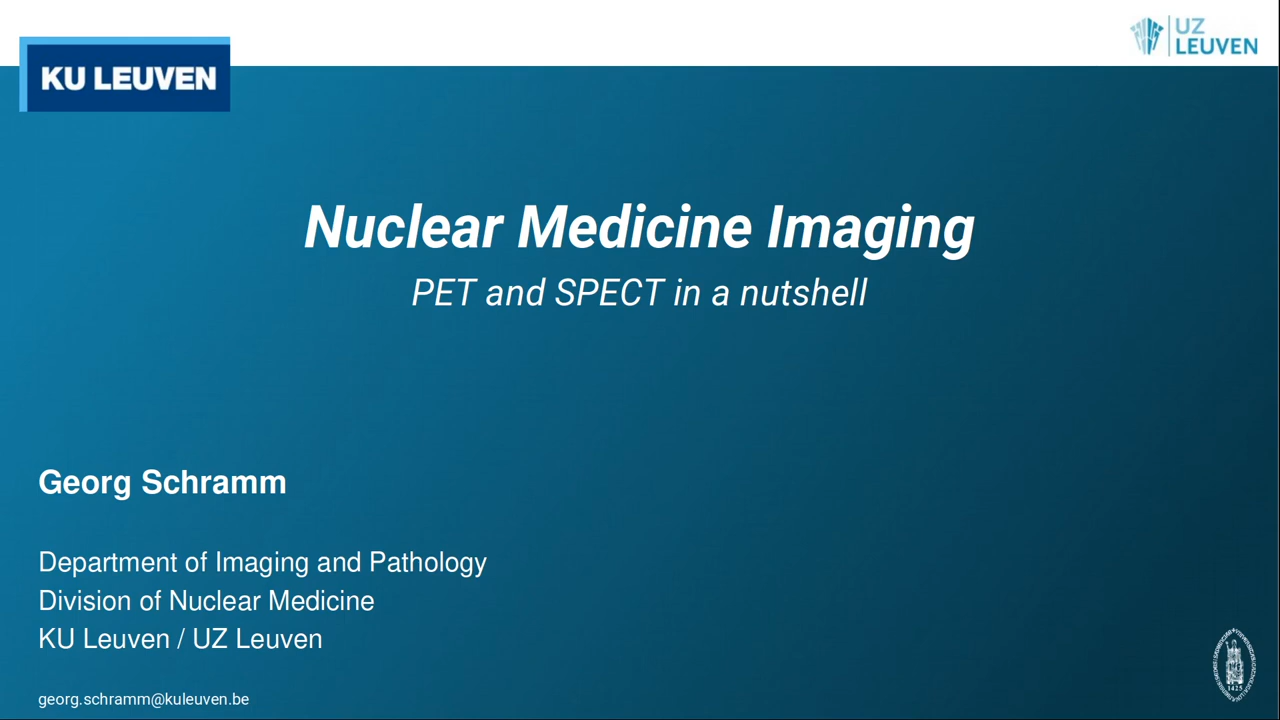 UZ
LEUVEN
KU LEUVEN
Nuclear Medicine Imaging
PET and SPECT in a nutshell
Georg Schramm
Department of Imaging and Pathology
Division of Nuclear Medicine
KU Leuven / UZ Leuven
georg.schramm@kuleuven.be
1425